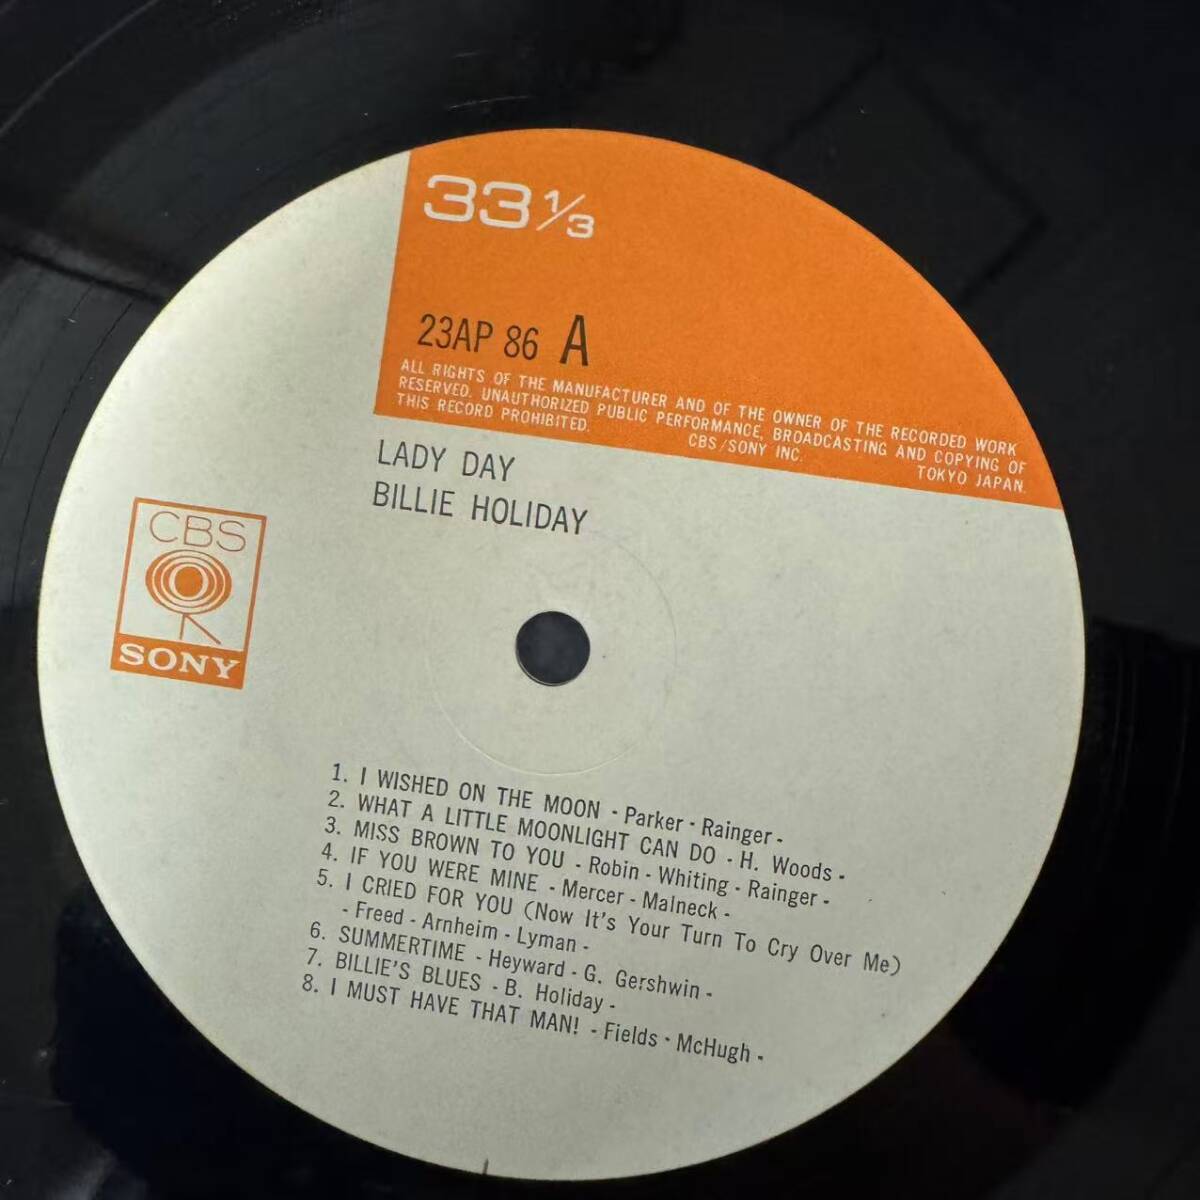 33 1/3
23AP 86 A
ALL RIGHTS OF THE MANUFACTURER AND OF THE OWNER OF THE RECORDED WORK
RESERVED. UNAUTHORIZED PUBLIC PERFORMANCE, BROADCASTING AND COPYING OF
THIS RECORD PROHIBITED. CBS/SONY INC. TOKYO JAPAN.
LADY DAY
BILLIE HOLIDAY
CBS
SONY
1. I WISHED ON THE MOON - Parker - Rainger -
2. WHAT A LITTLE MOONLIGHT CAN DO - H. Woods -
3. MISS BROWN TO YOU - Robin - Whiting - Rainger -
4. IF YOU WERE MINE - Mercer - Malneck -
5. I CRIED FOR YOU (Now It's Your Turn To Cry Over Me)
- Freed - Arnheim - Lyman -
6. SUMMERTIME - Heyward - G. Gershwin -
7. BILLIE'S BLUES - B. Holiday -
8. I MUST HAVE THAT MAN! - Fields - McHugh -